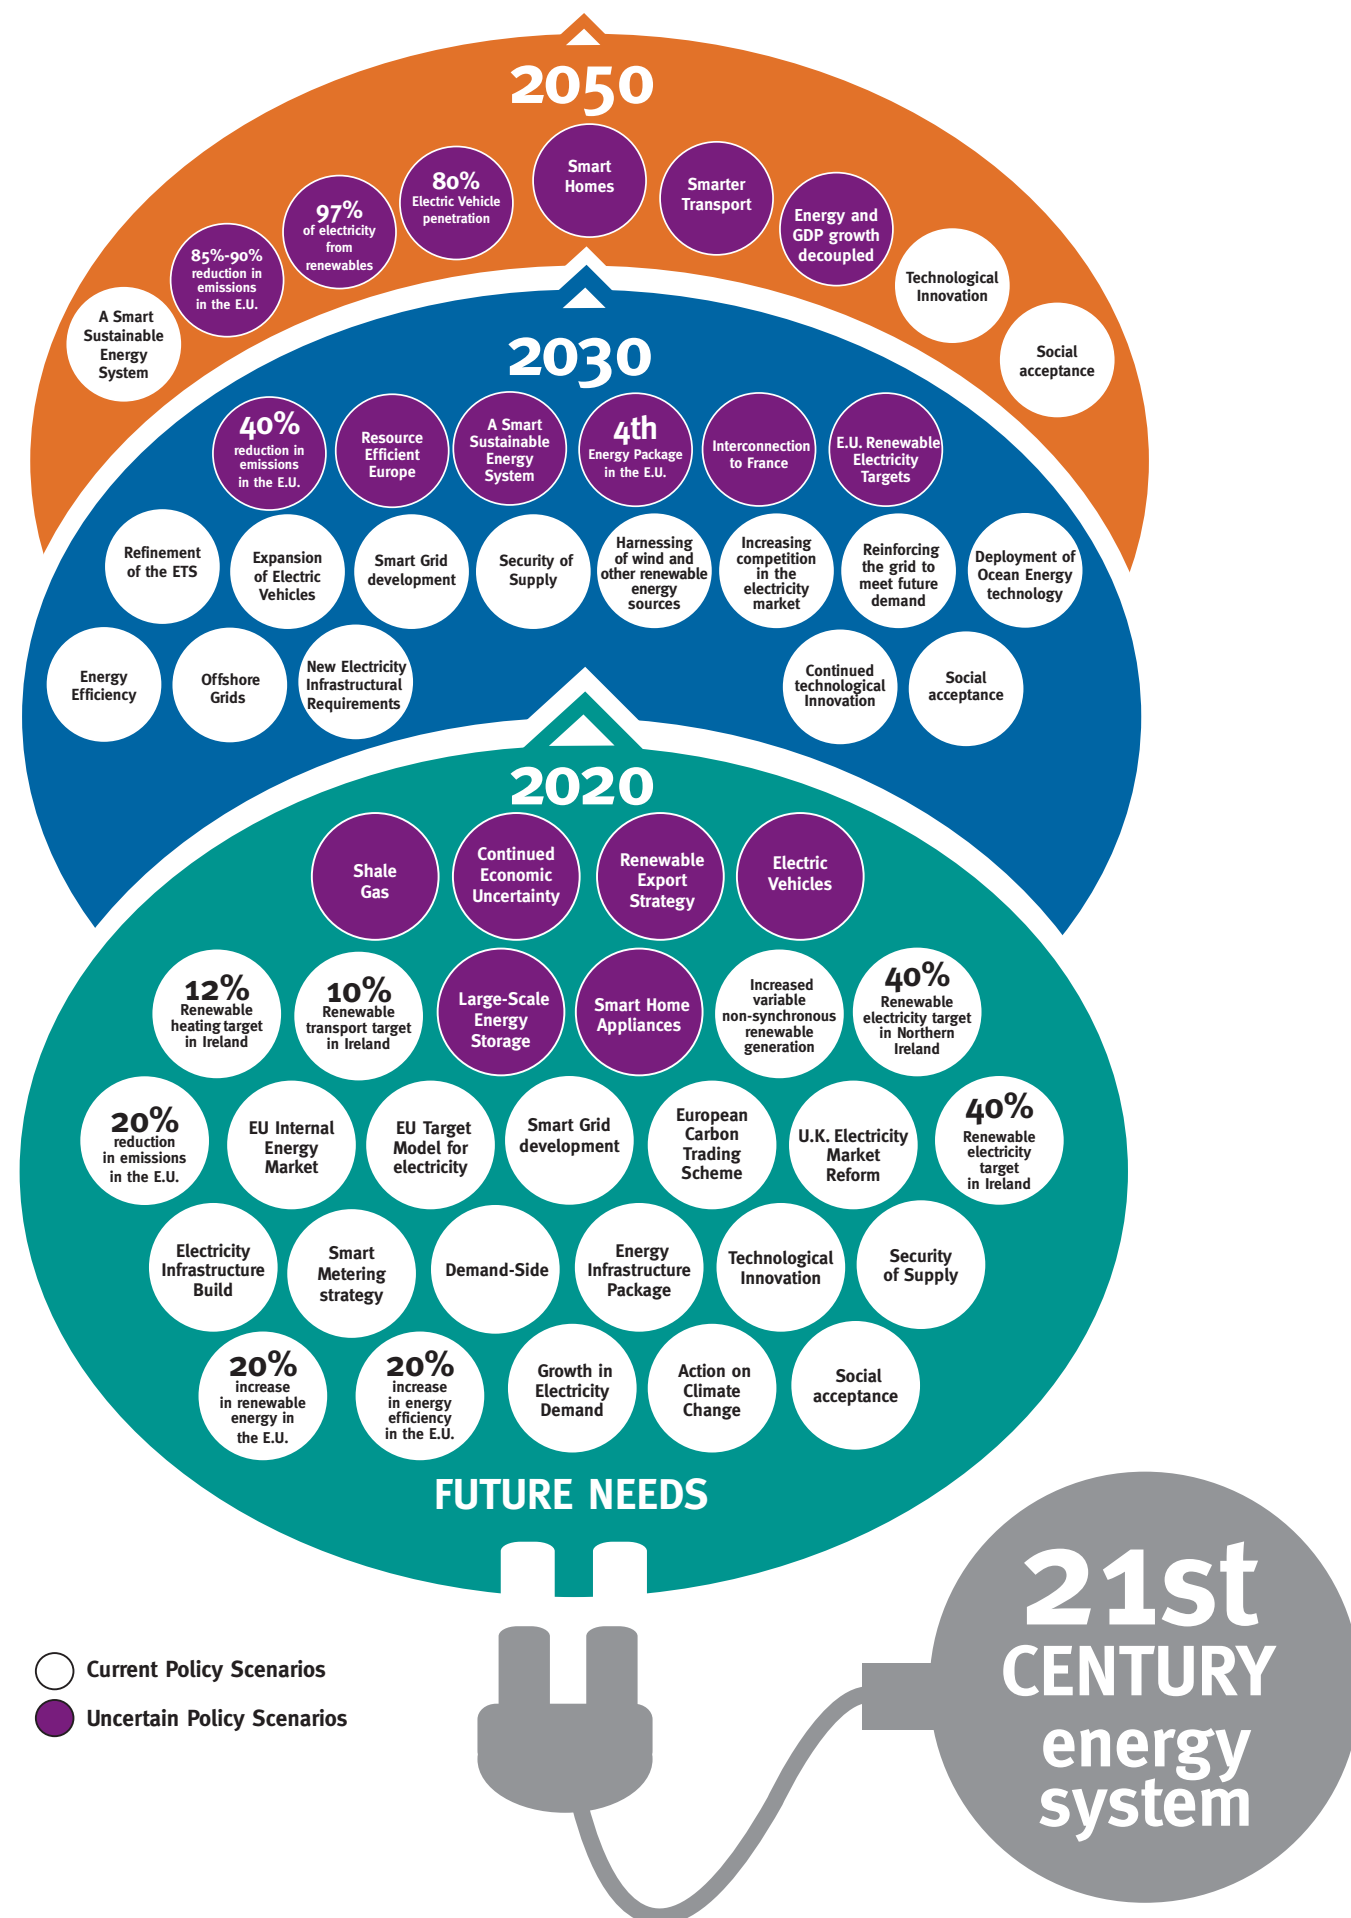 2050
Smart
Homes
Smarter
Transport
80%
Electric Vehicle
penetration
97%
of electricity
from
renewables
Energy and
GDP growth
decoupled
85%-90%
reduction in
emissions
in the E.U.
Technological
Innovation
A Smart
Sustainable
Energy
System
Social
acceptance
2030
40%
reduction in
emissions
in the E.U.
Resource
Efficient
Europe
A Smart
Sustainable
Energy
System
4th
Energy Package
in the E.U.
Interconnection
to France
E.U. Renewable
Electricity
Targets
Refinement
of the ETS
Expansion
of Electric
Vehicles
Smart Grid
development
Security of
Supply
Harnessing
of wind and
other renewable
energy
sources
Increasing
competition
in the
electricity
market
Reinforcing
the grid to
meet future
demand
Deployment of
Ocean Energy
technology
Energy
Efficiency
Offshore
Grids
New Electricity
Infrastructural
Requirements
Continued
technological
Innovation
Social
acceptance
2020
Shale
Gas
Continued
Economic
Uncertainty
Renewable
Export
Strategy
Electric
Vehicles
12%
Renewable
heating target
in Ireland
10%
Renewable
transport target
in Ireland
Large-Scale
Energy
Storage
Smart Home
Appliances
Increased
variable
non-synchronous
renewable
generation
40%
Renewable
electricity target
in Northern
Ireland
20%
reduction
in emissions
in the E.U.
EU Internal
Energy
Market
EU Target
Model for
electricity
Smart Grid
development
European
Carbon
Trading
Scheme
U.K. Electricity
Market
Reform
40%
Renewable
electricity
target
in Ireland
Electricity
Infrastructure
Build
Smart
Metering
strategy
Demand-Side
Energy
Infrastructure
Package
Technological
Innovation
Security
of Supply
20%
increase
in renewable
energy in
the E.U.
20%
increase
in energy
efficiency
in the E.U.
Growth in
Electricity
Demand
Action on
Climate
Change
Social
acceptance
FUTURE NEEDS
21st
CENTURY
energy
system
Current Policy Scenarios
Uncertain Policy Scenarios